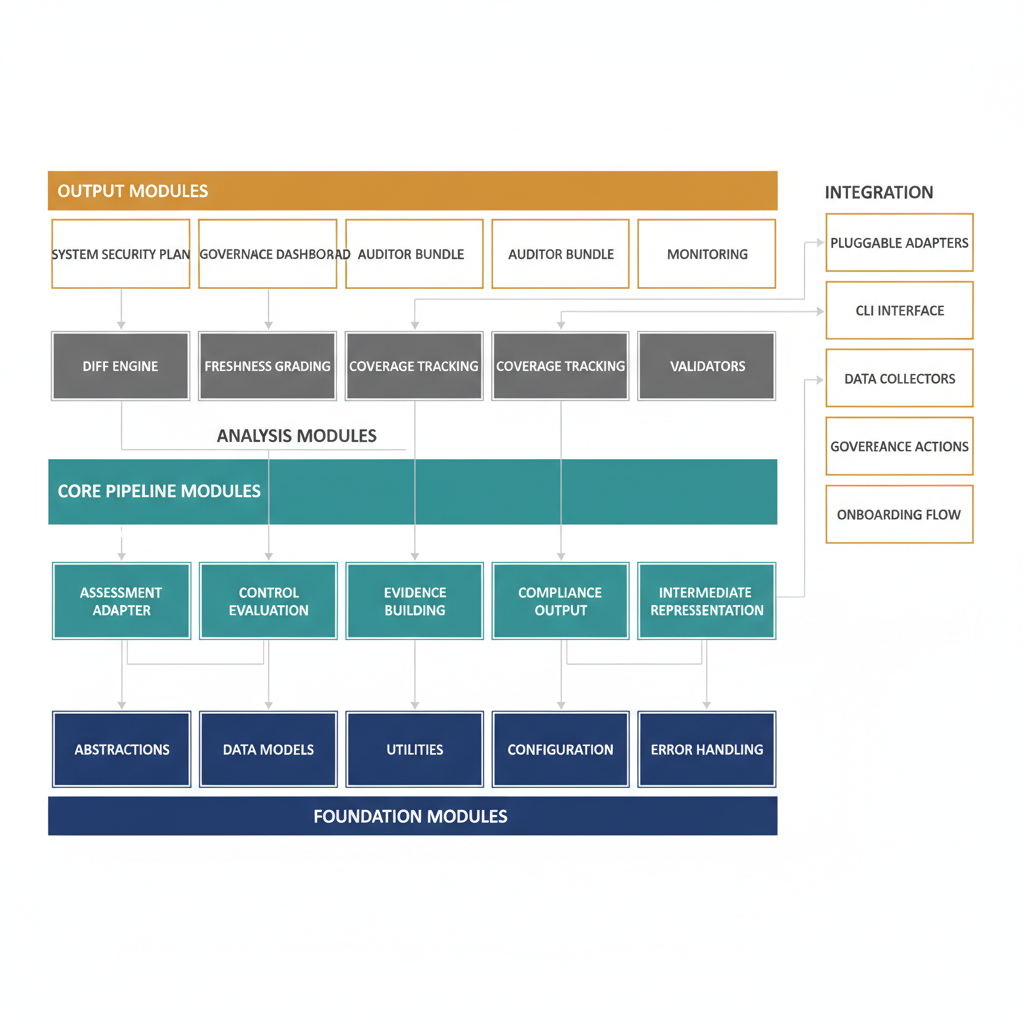 OUTPUT MODULES
INTEGRATION
SYSTEM SECURITY PLAN
GOVERNACE DASHBORAD
AUDITOR BUNDLE
AUDITOR BUNDLE
MONITORING
PLUGGABLE ADAPTERS
CLI INTERFACE
DATA COLLECTORS
GOVEREANCE ACTIONS
ONBOARDING FLOW
DIFF ENGINE
FRESHNESS GRADING
COVERAGE TRACKING
COVERAGE TRACKING
VALIDATORS
ANALYSIS MODULES
CORE PIPELINE MODULES
ASSESSMENT
ADAPTER
CONTROL
EVALUATION
EVIDENCE
BUILDING
COMPLIANCE
OUTPUT
INTERMEDIATE
REPRESSENTATION
ABSTRACTIONS
DATA MODELS
UTILITIES
CONFIGURATION
ERROR HANDLING
FOUNDATION MODULES